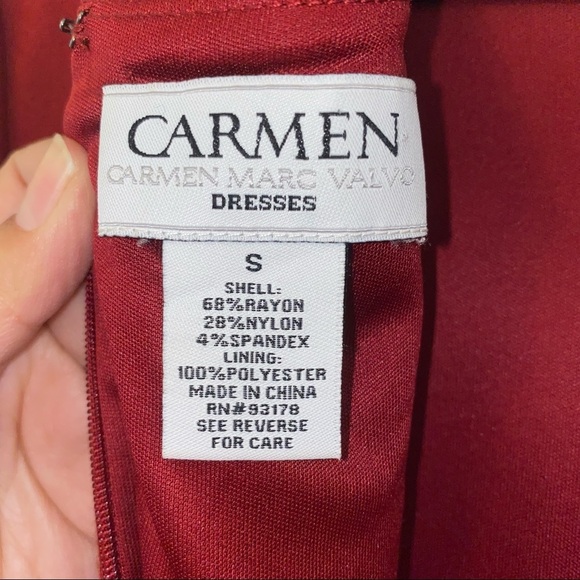 CARMEN
CARMEN MARC VALVO
DRESSES
S
SHELL:
68%RAYON
28%NYLON
4%SPANDEX
LINING:
100%POLYESTER
MADE IN CHINA
RN#93178
SEE REVERSE
FOR CARE